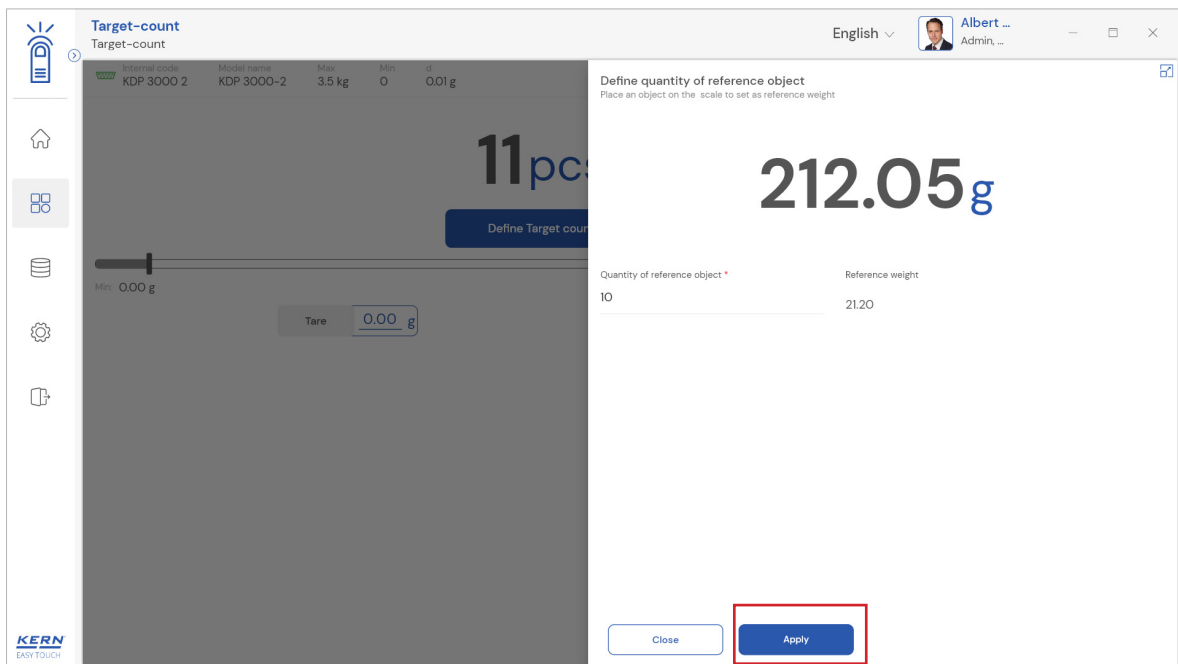 Target-count
Target-count
English
Albert ...
Admin, ...
Internal code
KDP 3000 2
Model name
KDP 3000-2
Max
3.5 kg
Min
0
d
0.01 g
11 pcs
Define Target coun
Min: 0.00 g
Tare 0.00 g
Define quantity of reference object
Place an object on the scale to set as reference weight
212.05 g
Quantity of reference object *
10
Reference weight
21.20
Close
Apply
KERN
EASY TOUCH